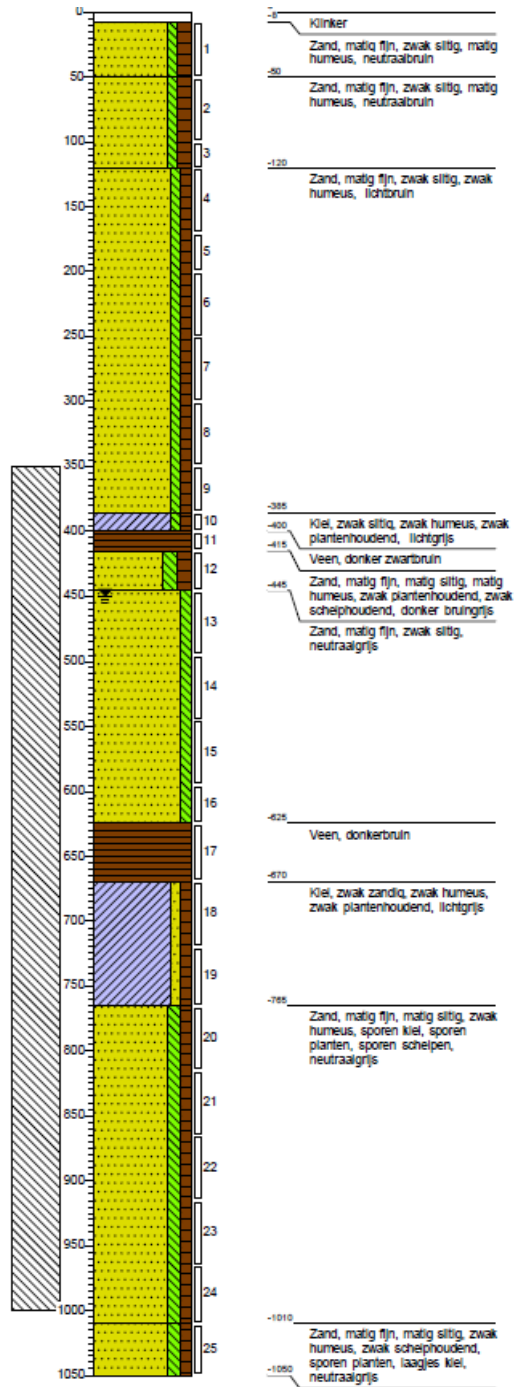 0
50
100
150
200
250
300
350
400
450
500
550
600
650
700
750
800
850
900
950
1000
1050
1
2
3
4
5
6
7
8
9
10
11
12
13
14
15
16
17
18
19
20
21
22
23
24
25
-8
Klinker
Zand, matig fijn, zwak siltig, matig
humeus, neutraalbruin
-50
Zand, matig fijn, zwak siltig, matig
humeus, neutraalbruin
-120
Zand, matig fijn, zwak siltig, zwak
humeus, lichtbruin
-385
Klei, zwak siltig, zwak humeus, zwak
plantenhoudend, lichtgrijs
-400
Veen, donker zwartbruin
-415
Zand, matig fijn, matig siltig, matig
humeus, zwak plantenhoudend, zwak
schelphoudend, donker bruingrijs
-445
Zand, matig fijn, zwak siltig,
neutraalgrijs
-625
Veen, donkerbruin
-670
Klei, zwak zandig, zwak humeus,
zwak plantenhoudend, lichtgrijs
-765
Zand, matig fijn, matig siltig, zwak
humeus, sporen klei, sporen
planten, sporen schelpen,
neutraalgrijs
-1010
Zand, matig fijn, matig siltig, zwak
humeus, zwak schelphoudend,
sporen planten, laagjes klei,
neutraalgrijs
-1050